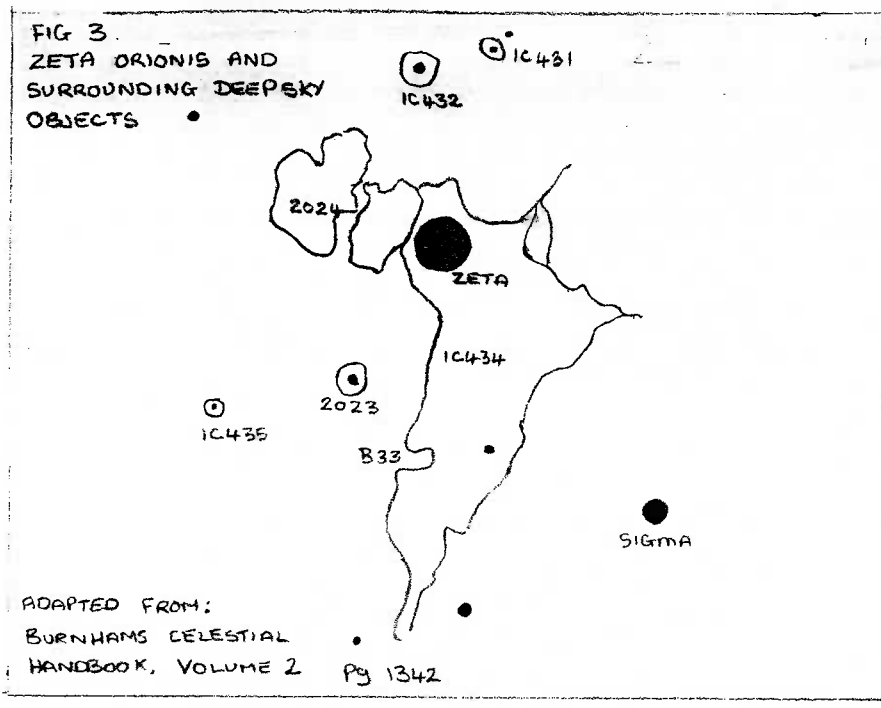 FIG 3.
ZETA ORIONIS AND
SURROUNDING DEEPSKY
OBJECTS
IC431
IC432
2024
ZETA
IC434
2023
IC435
B33
SIGMA
ADAPTED FROM:
BURNHAMS CELESTIAL
HANDBOOK, VOLUME 2 Pg 1342